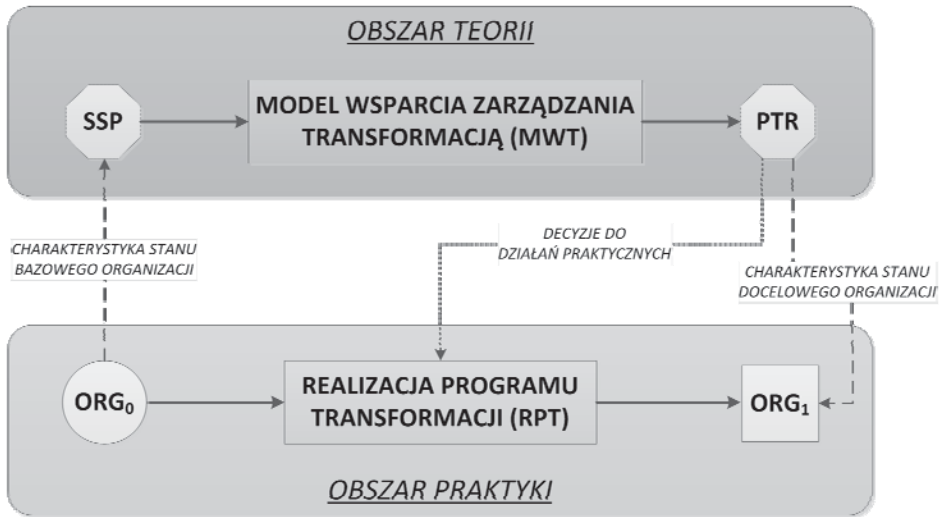 OBSZAR TEORII
SSP
MODEL WSPARCIA ZARZĄDZANIA
TRANSFORMACJĄ (MWT)
PTR
CHARAKTERYSTYKA STANU
BAZOWEGO ORGANIZACJI
DECYZJE DO
DZIAŁAŃ PRAKTYCZNYCH
CHARAKTERYSTYKA STANU
DOCELOWEGO ORGANIZACJI
ORG₀
REALIZACJA PROGRAMU
TRANSFORMACJI (RPT)
ORG₁
OBSZAR PRAKTYKI